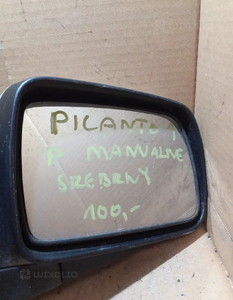 PICANTO I
P MANUALNE
SREBRNY
100,-